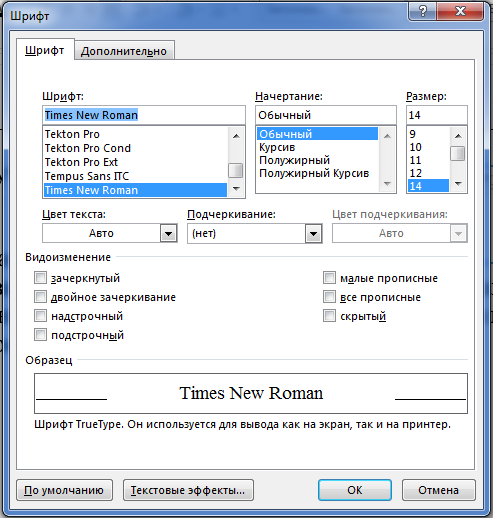 Шрифт
Шрифт Дополнительно
Шрифт: Начертание: Размер:
Times New Roman Обычный 14
Tekton Pro Обычный 9
Tekton Pro Cond Курсив 10
Tekton Pro Ext Полужирный 11
Tempus Sans ITC Полужирный Курсив 12
Times New Roman 14
Цвет текста: Подчеркивание: Цвет подчеркивания:
Авто (нет) Авто
Видоизменение
зачеркнутый малые прописные
двойное зачеркивание все прописные
надстрочный скрытый
подстрочный
Образец
Times New Roman
Шрифт TrueType. Он используется для вывода как на экран, так и на принтер.
По умолчанию Текстовые эффекты... ОК Отмена